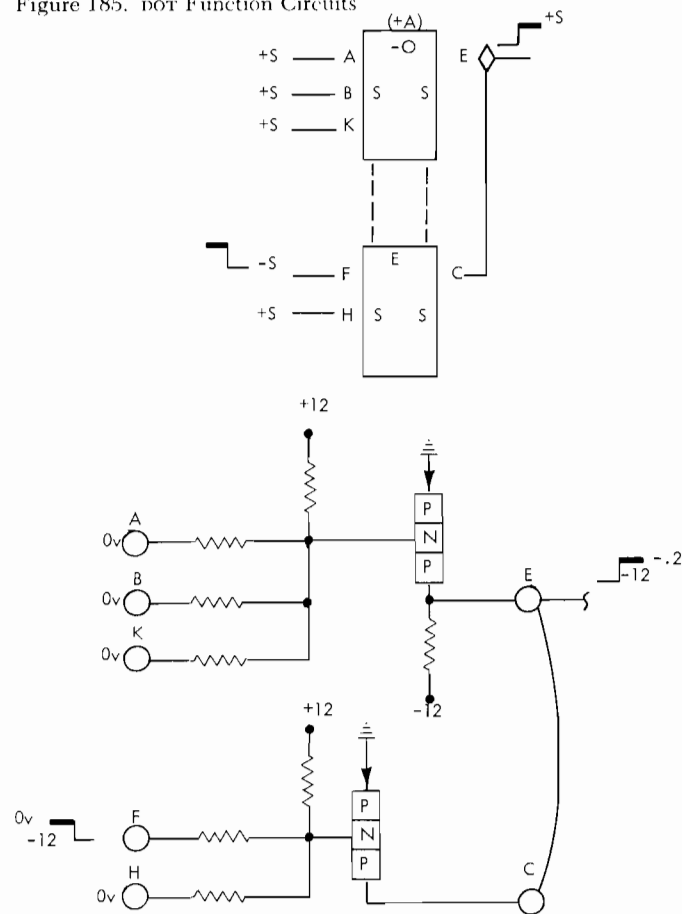 Figure 185. DOT Function Circuits
(+A)
+S
+S A -O E
+S B S S
+S K
-S F E C
+S H S S
+12
A
0v
P
B
N
0v
P
E
-.2
-12
K
0v
-12
+12
P
0v
F
N
-12
P
H
0v
C